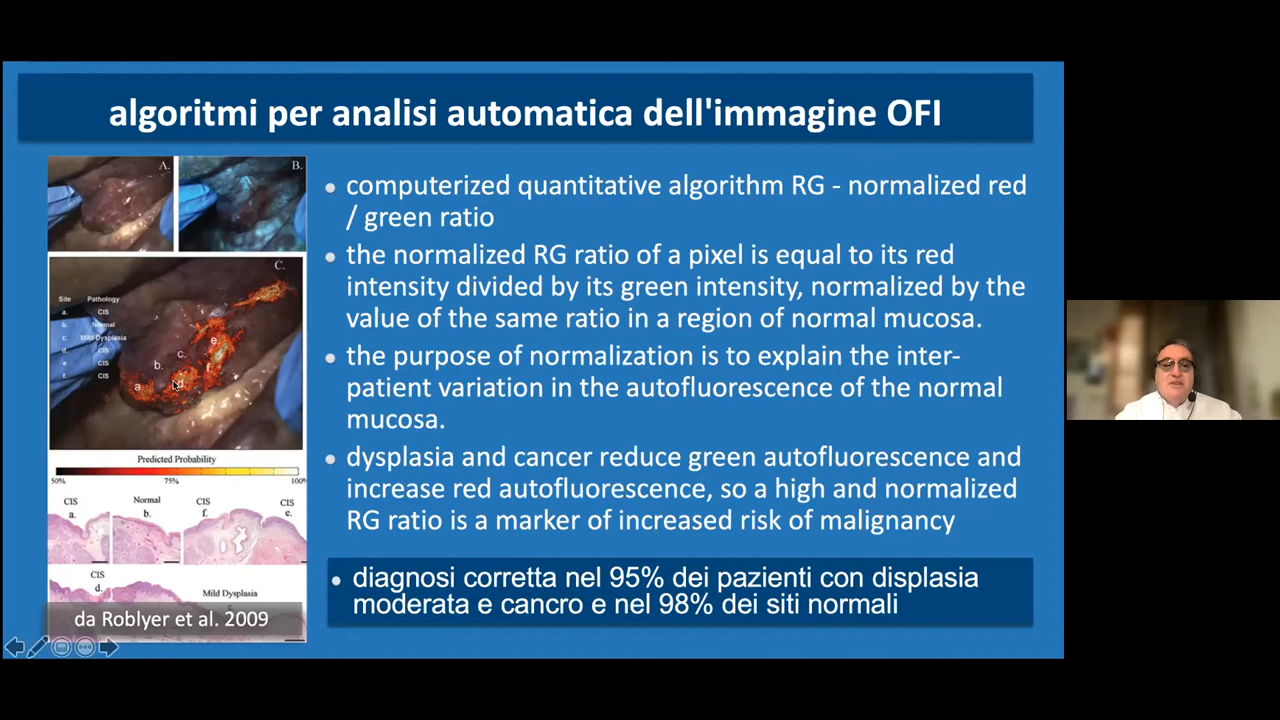 algoritmi per analisi automatica dell'immagine OFI
A.
B.
C.
Site Pathology
a. CIS
b. Normal
c. Mild Dysplasia
d. CIS
e CIS
f. CIS
e
c.
b.
f
a
d.
Predicted Probability
50% 75% 100%
CIS Normal CIS CIS
a. b. f. e.
CIS
d.
Mild Dysplasia
da Roblyer et al. 2009
• computerized quantitative algorithm RG - normalized red
/ green ratio
• the normalized RG ratio of a pixel is equal to its red
intensity divided by its green intensity, normalized by the
value of the same ratio in a region of normal mucosa.
• the purpose of normalization is to explain the inter-
patient variation in the autofluorescence of the normal
mucosa.
• dysplasia and cancer reduce green autofluorescence and
increase red autofluorescence, so a high and normalized
RG ratio is a marker of increased risk of malignancy
• diagnosi corretta nel 95% dei pazienti con displasia
moderata e cancro e nel 98% dei siti normali